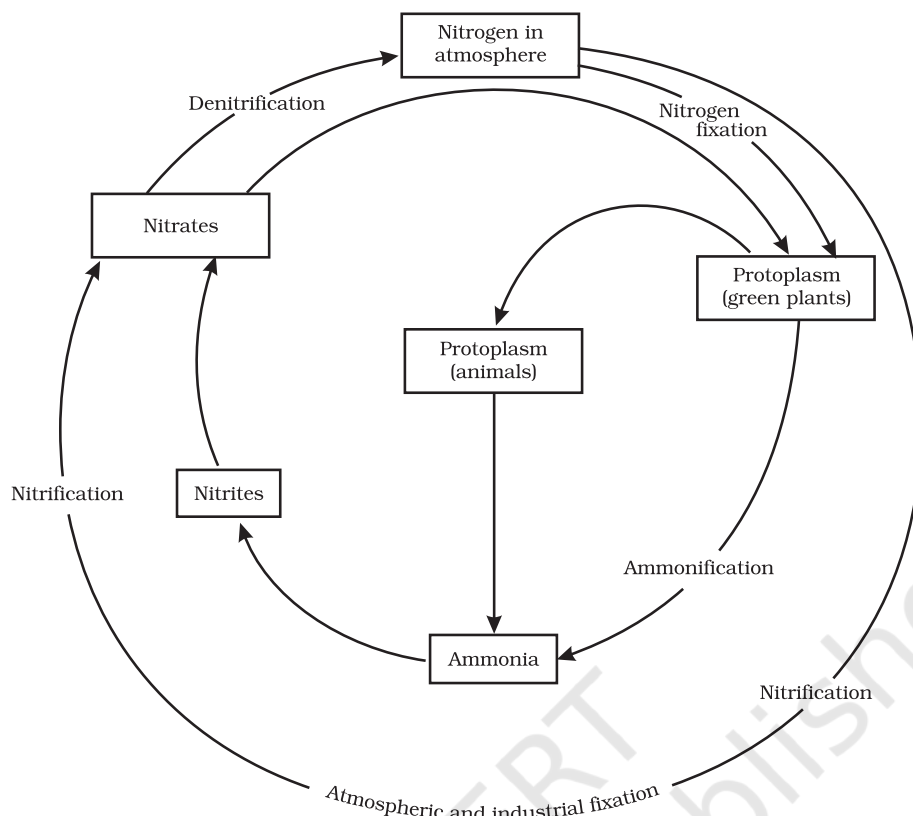 Nitrogen in
atmosphere
Denitrification
Nitrogen
fixation
Nitrates
Protoplasm
(green plants)
Protoplasm
(animals)
Nitrification
Nitrites
Ammonification
Ammonia
Nitrification
Atmospheric and industrial fixation